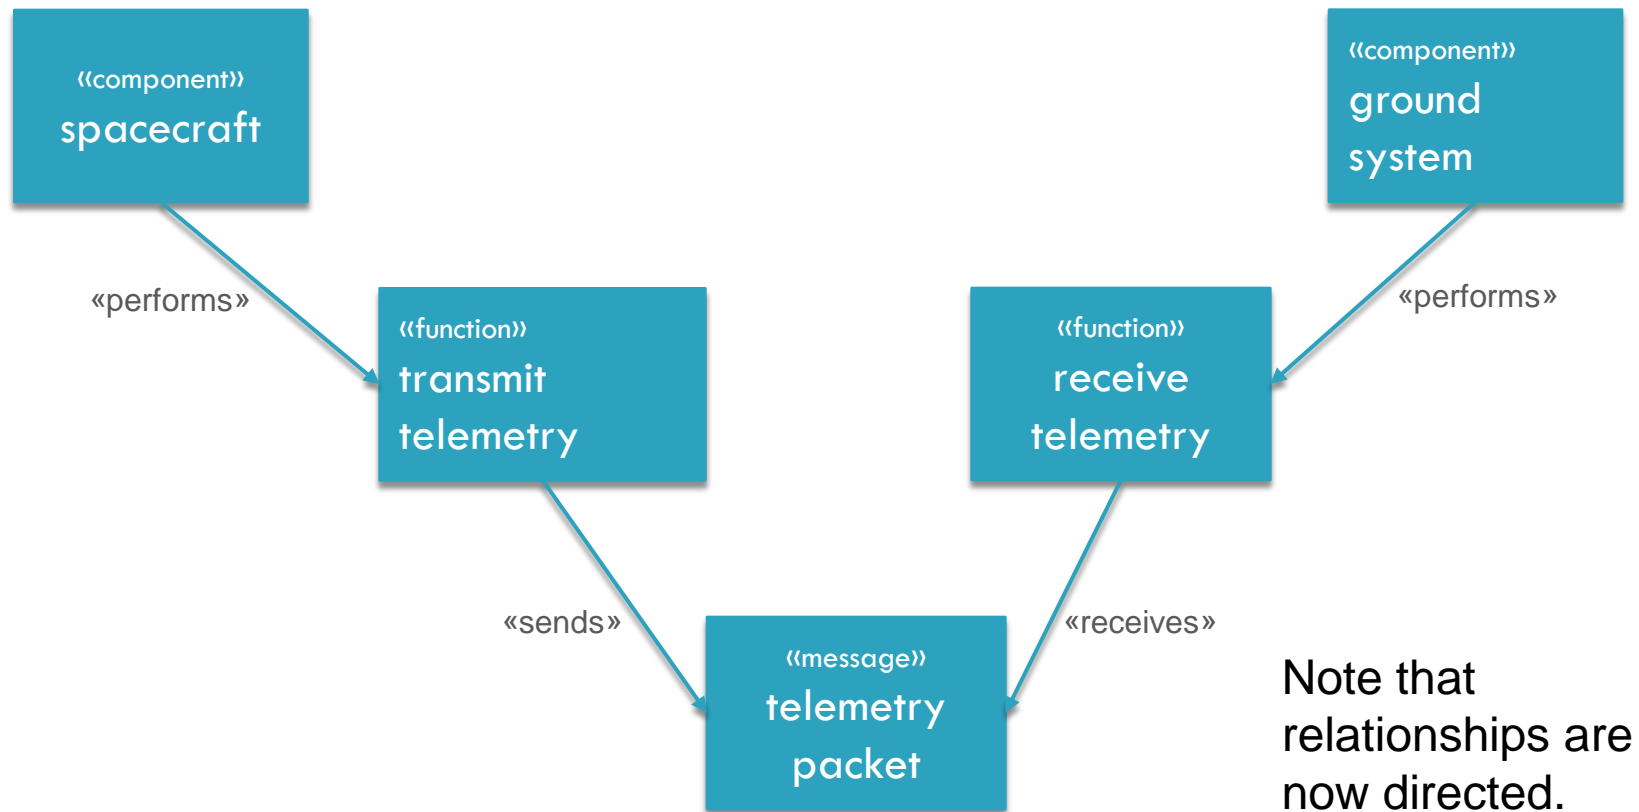 «component»
spacecraft
«component»
ground
system
«performs»
«performs»
«function»
transmit
telemetry
«function»
receive
telemetry
«sends»
«receives»
«message»
telemetry
packet
Note that
relationships are
now directed.